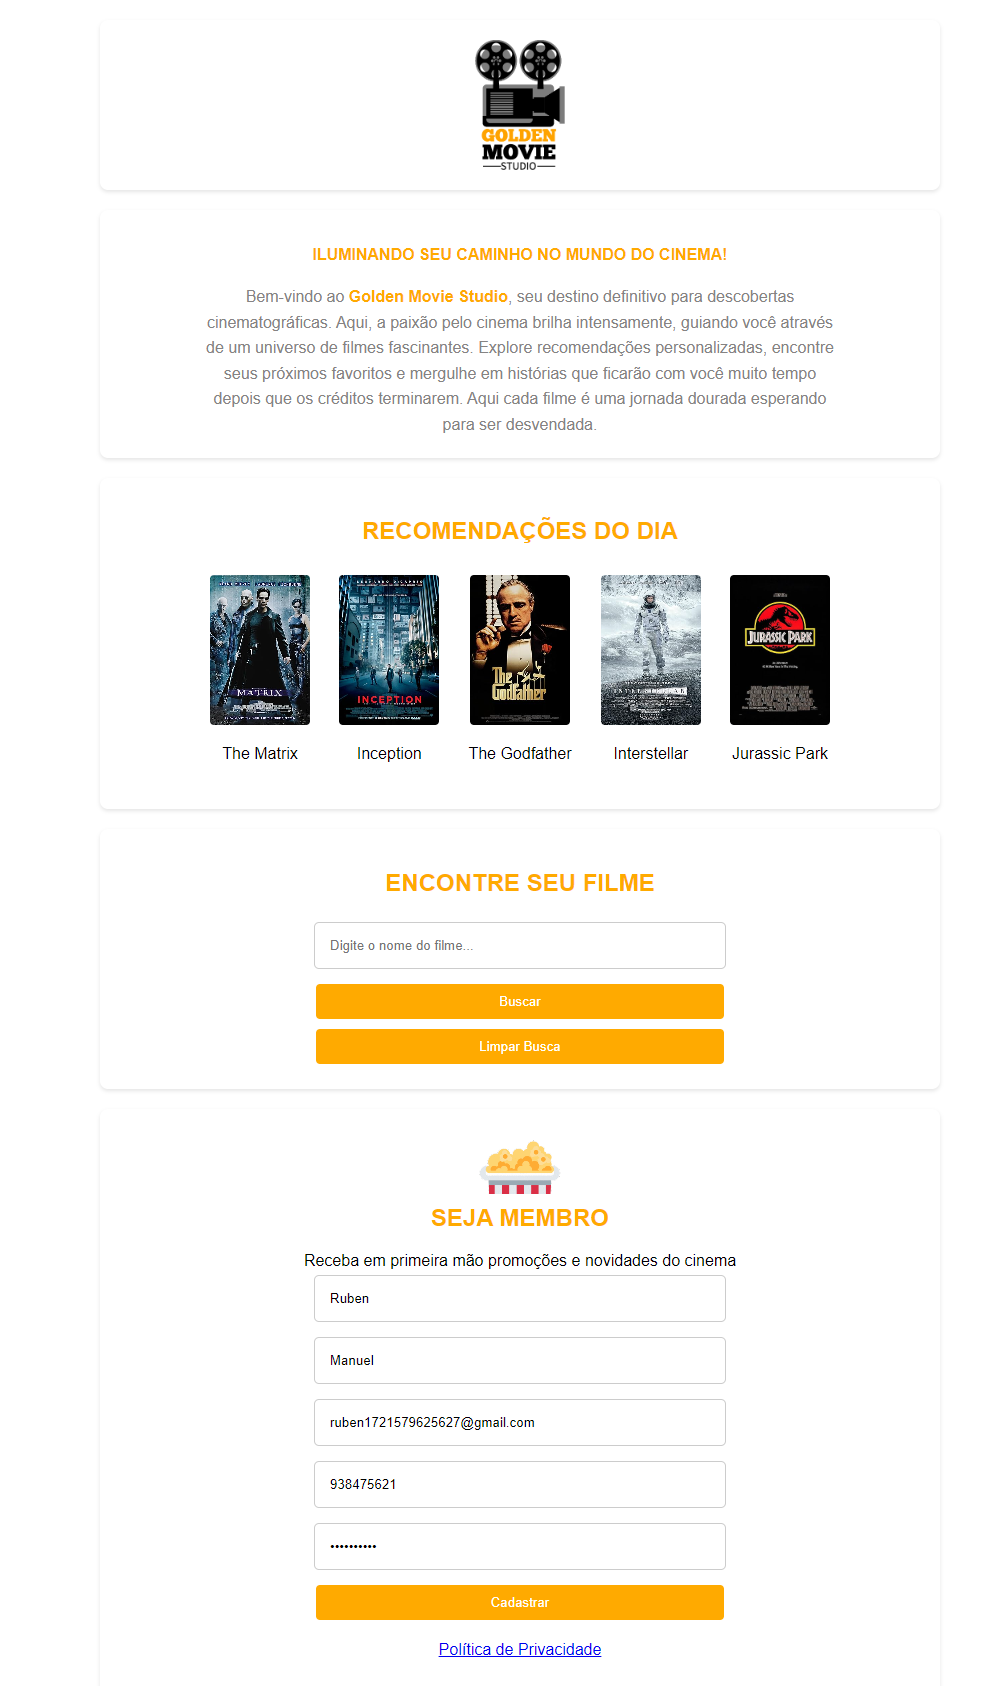 GOLDEN
MOVIE
STUDIO
ILUMINANDO SEU CAMINHO NO MUNDO DO CINEMA!
Bem-vindo ao Golden Movie Studio, seu destino definitivo para descobertas
cinematográficas. Aqui, a paixão pelo cinema brilha intensamente, guiando você através
de um universo de filmes fascinantes. Explore recomendações personalizadas, encontre
seus próximos favoritos e mergulhe em histórias que ficarão com você muito tempo
depois que os créditos terminarem. Aqui cada filme é uma jornada dourada esperando
para ser desvendada.
RECOMENDAÇÕES DO DIA
MATRIX
INCEPTION
The
Godfather
JURASSIC PARK
The Matrix
Inception
The Godfather
Interstellar
Jurassic Park
ENCONTRE SEU FILME
Digite o nome do filme...
Buscar
Limpar Busca
SEJA MEMBRO
Receba em primeira mão promoções e novidades do cinema
Ruben
Manuel
ruben1721579625627@gmail.com
938475621
••••••••••
Cadastrar
Política de Privacidade